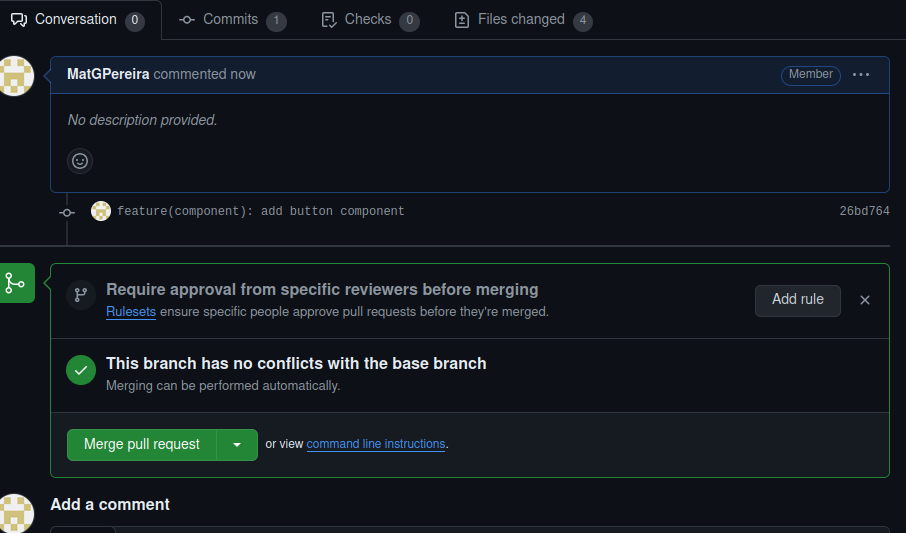 Conversation 0 Commits 1 Checks 0 Files changed 4
MatGPereira commented now Member
No description provided.
feature(component): add button component 26bd764
Require approval from specific reviewers before merging
Rulesets ensure specific people approve pull requests before they're merged.
Add rule
This branch has no conflicts with the base branch
Merging can be performed automatically.
Merge pull request or view command line instructions.
Add a comment